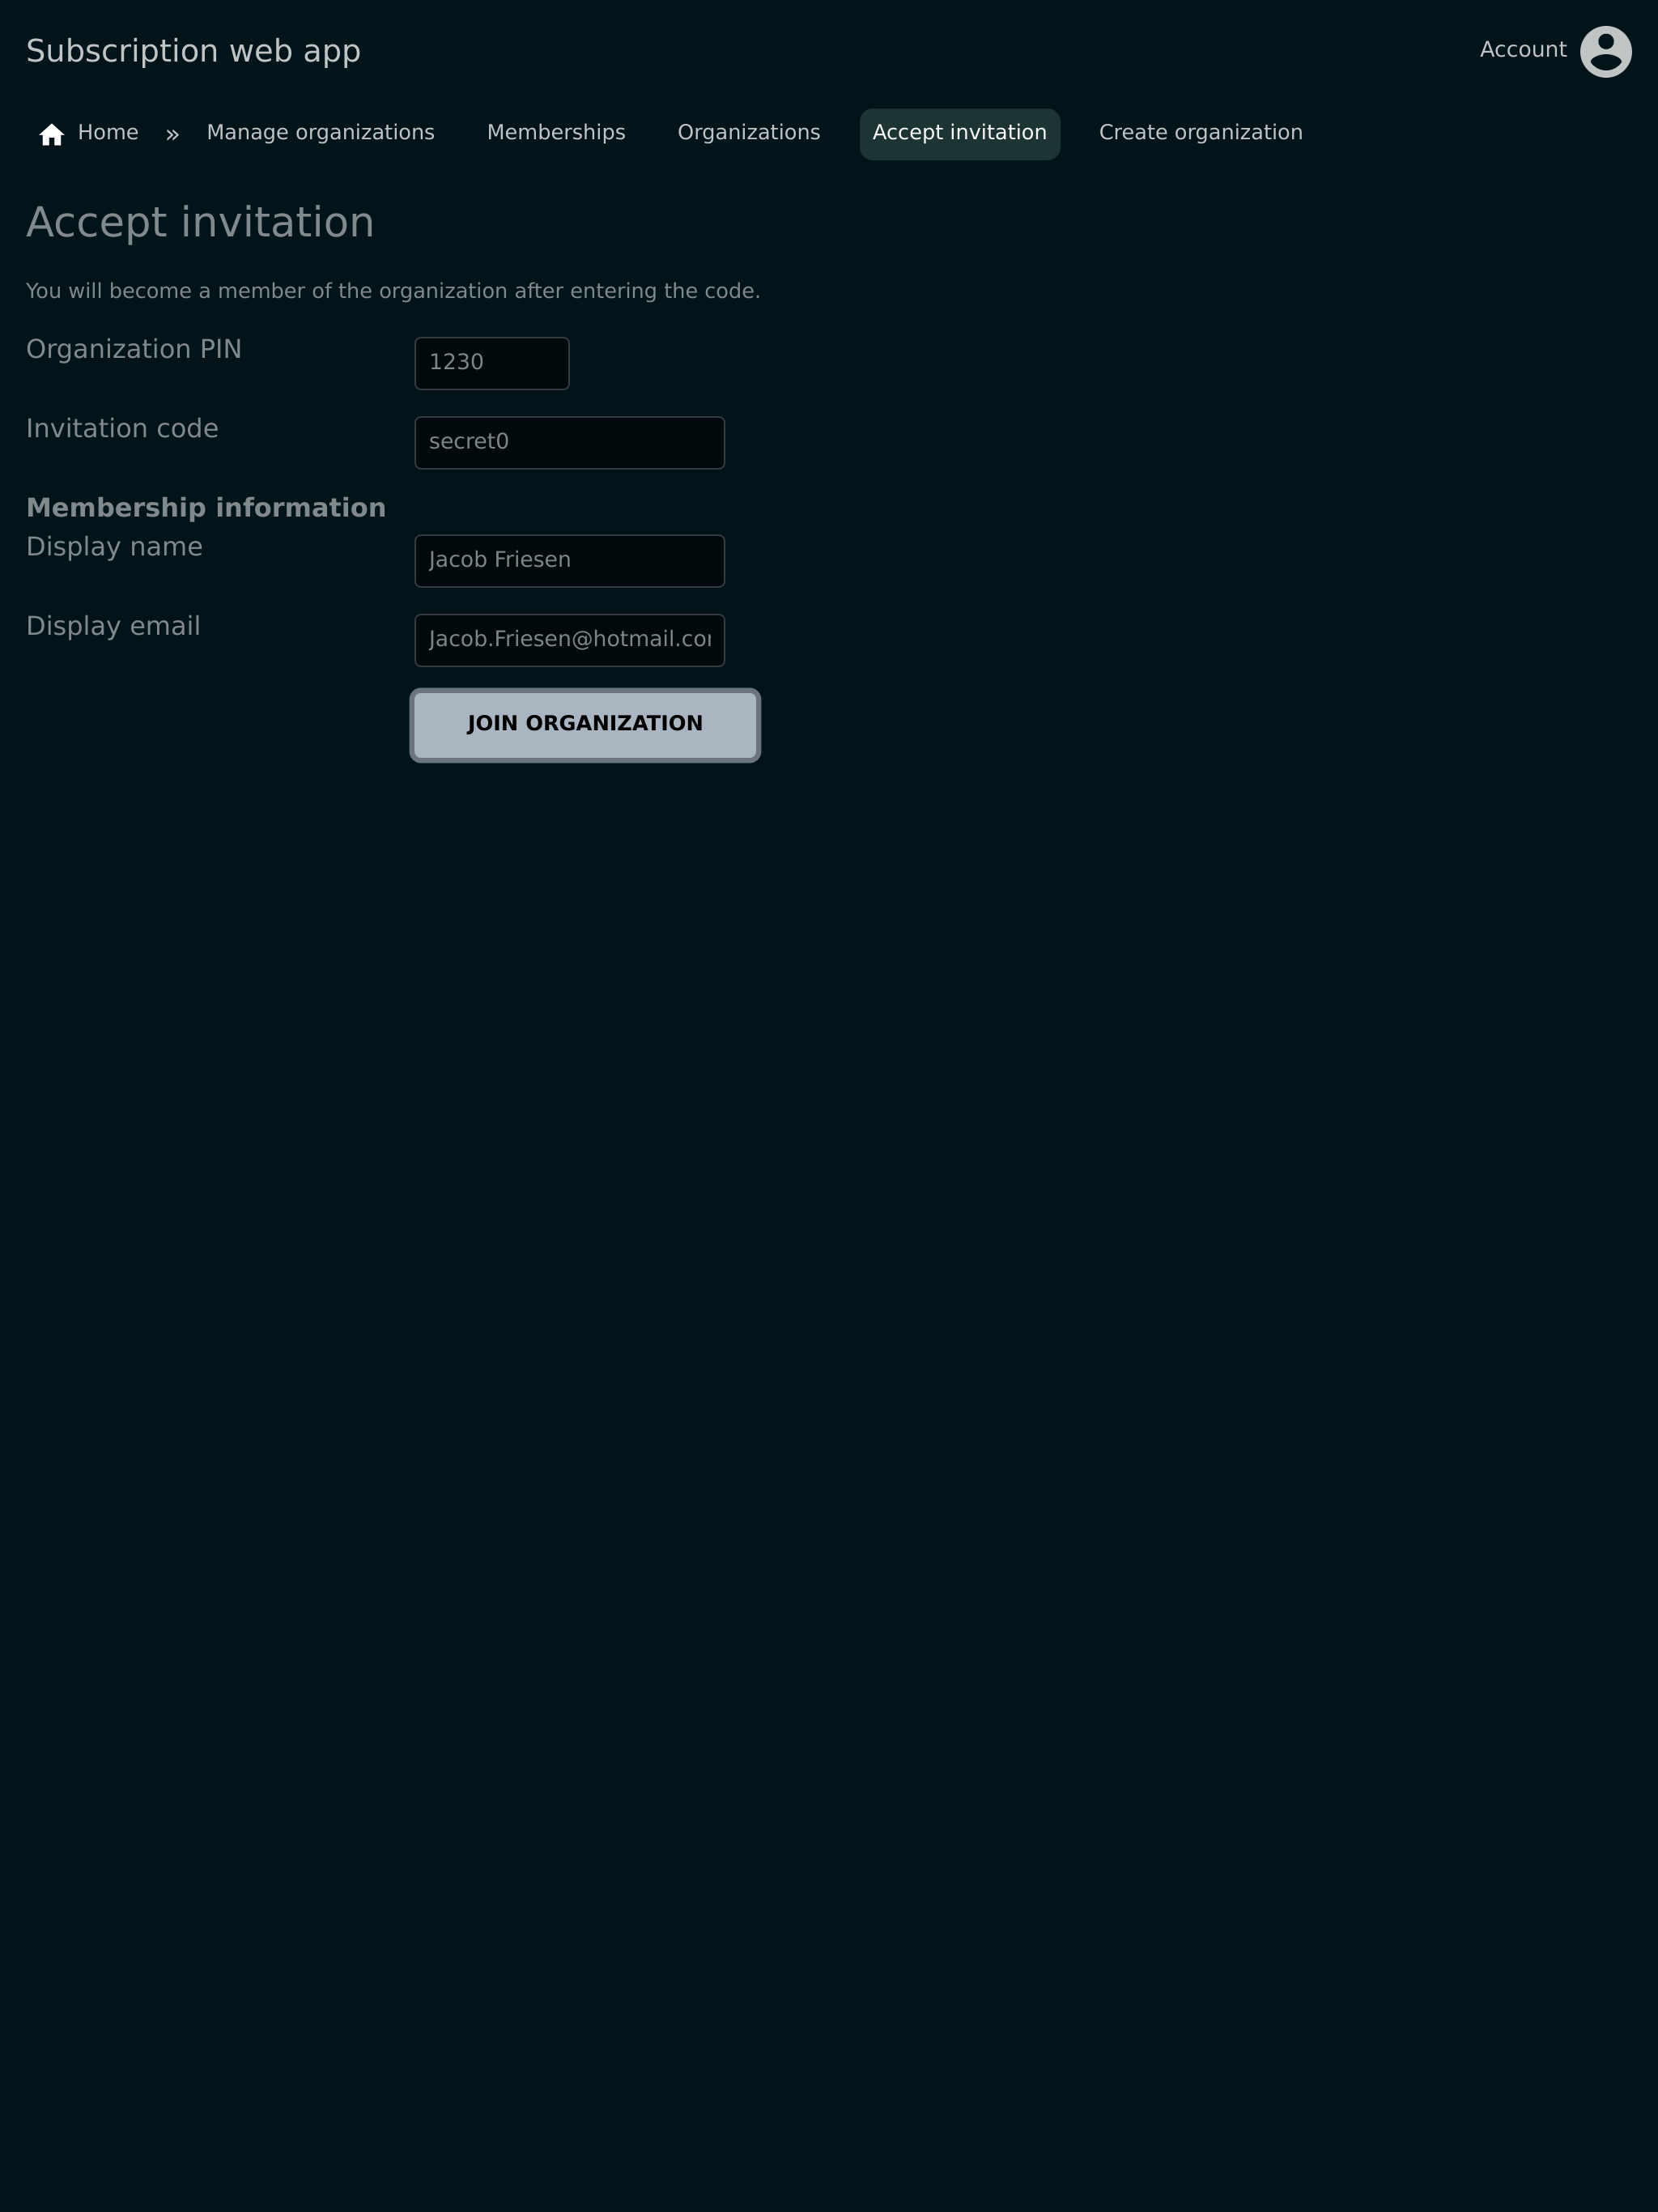 Subscription web app
Account
Home » Manage organizations Memberships Organizations Accept invitation Create organization
Accept invitation
You will become a member of the organization after entering the code.
Organization PIN 1230
Invitation code secret0
Membership information
Display name Jacob Friesen
Display email Jacob.Friesen@hotmail.co
JOIN ORGANIZATION